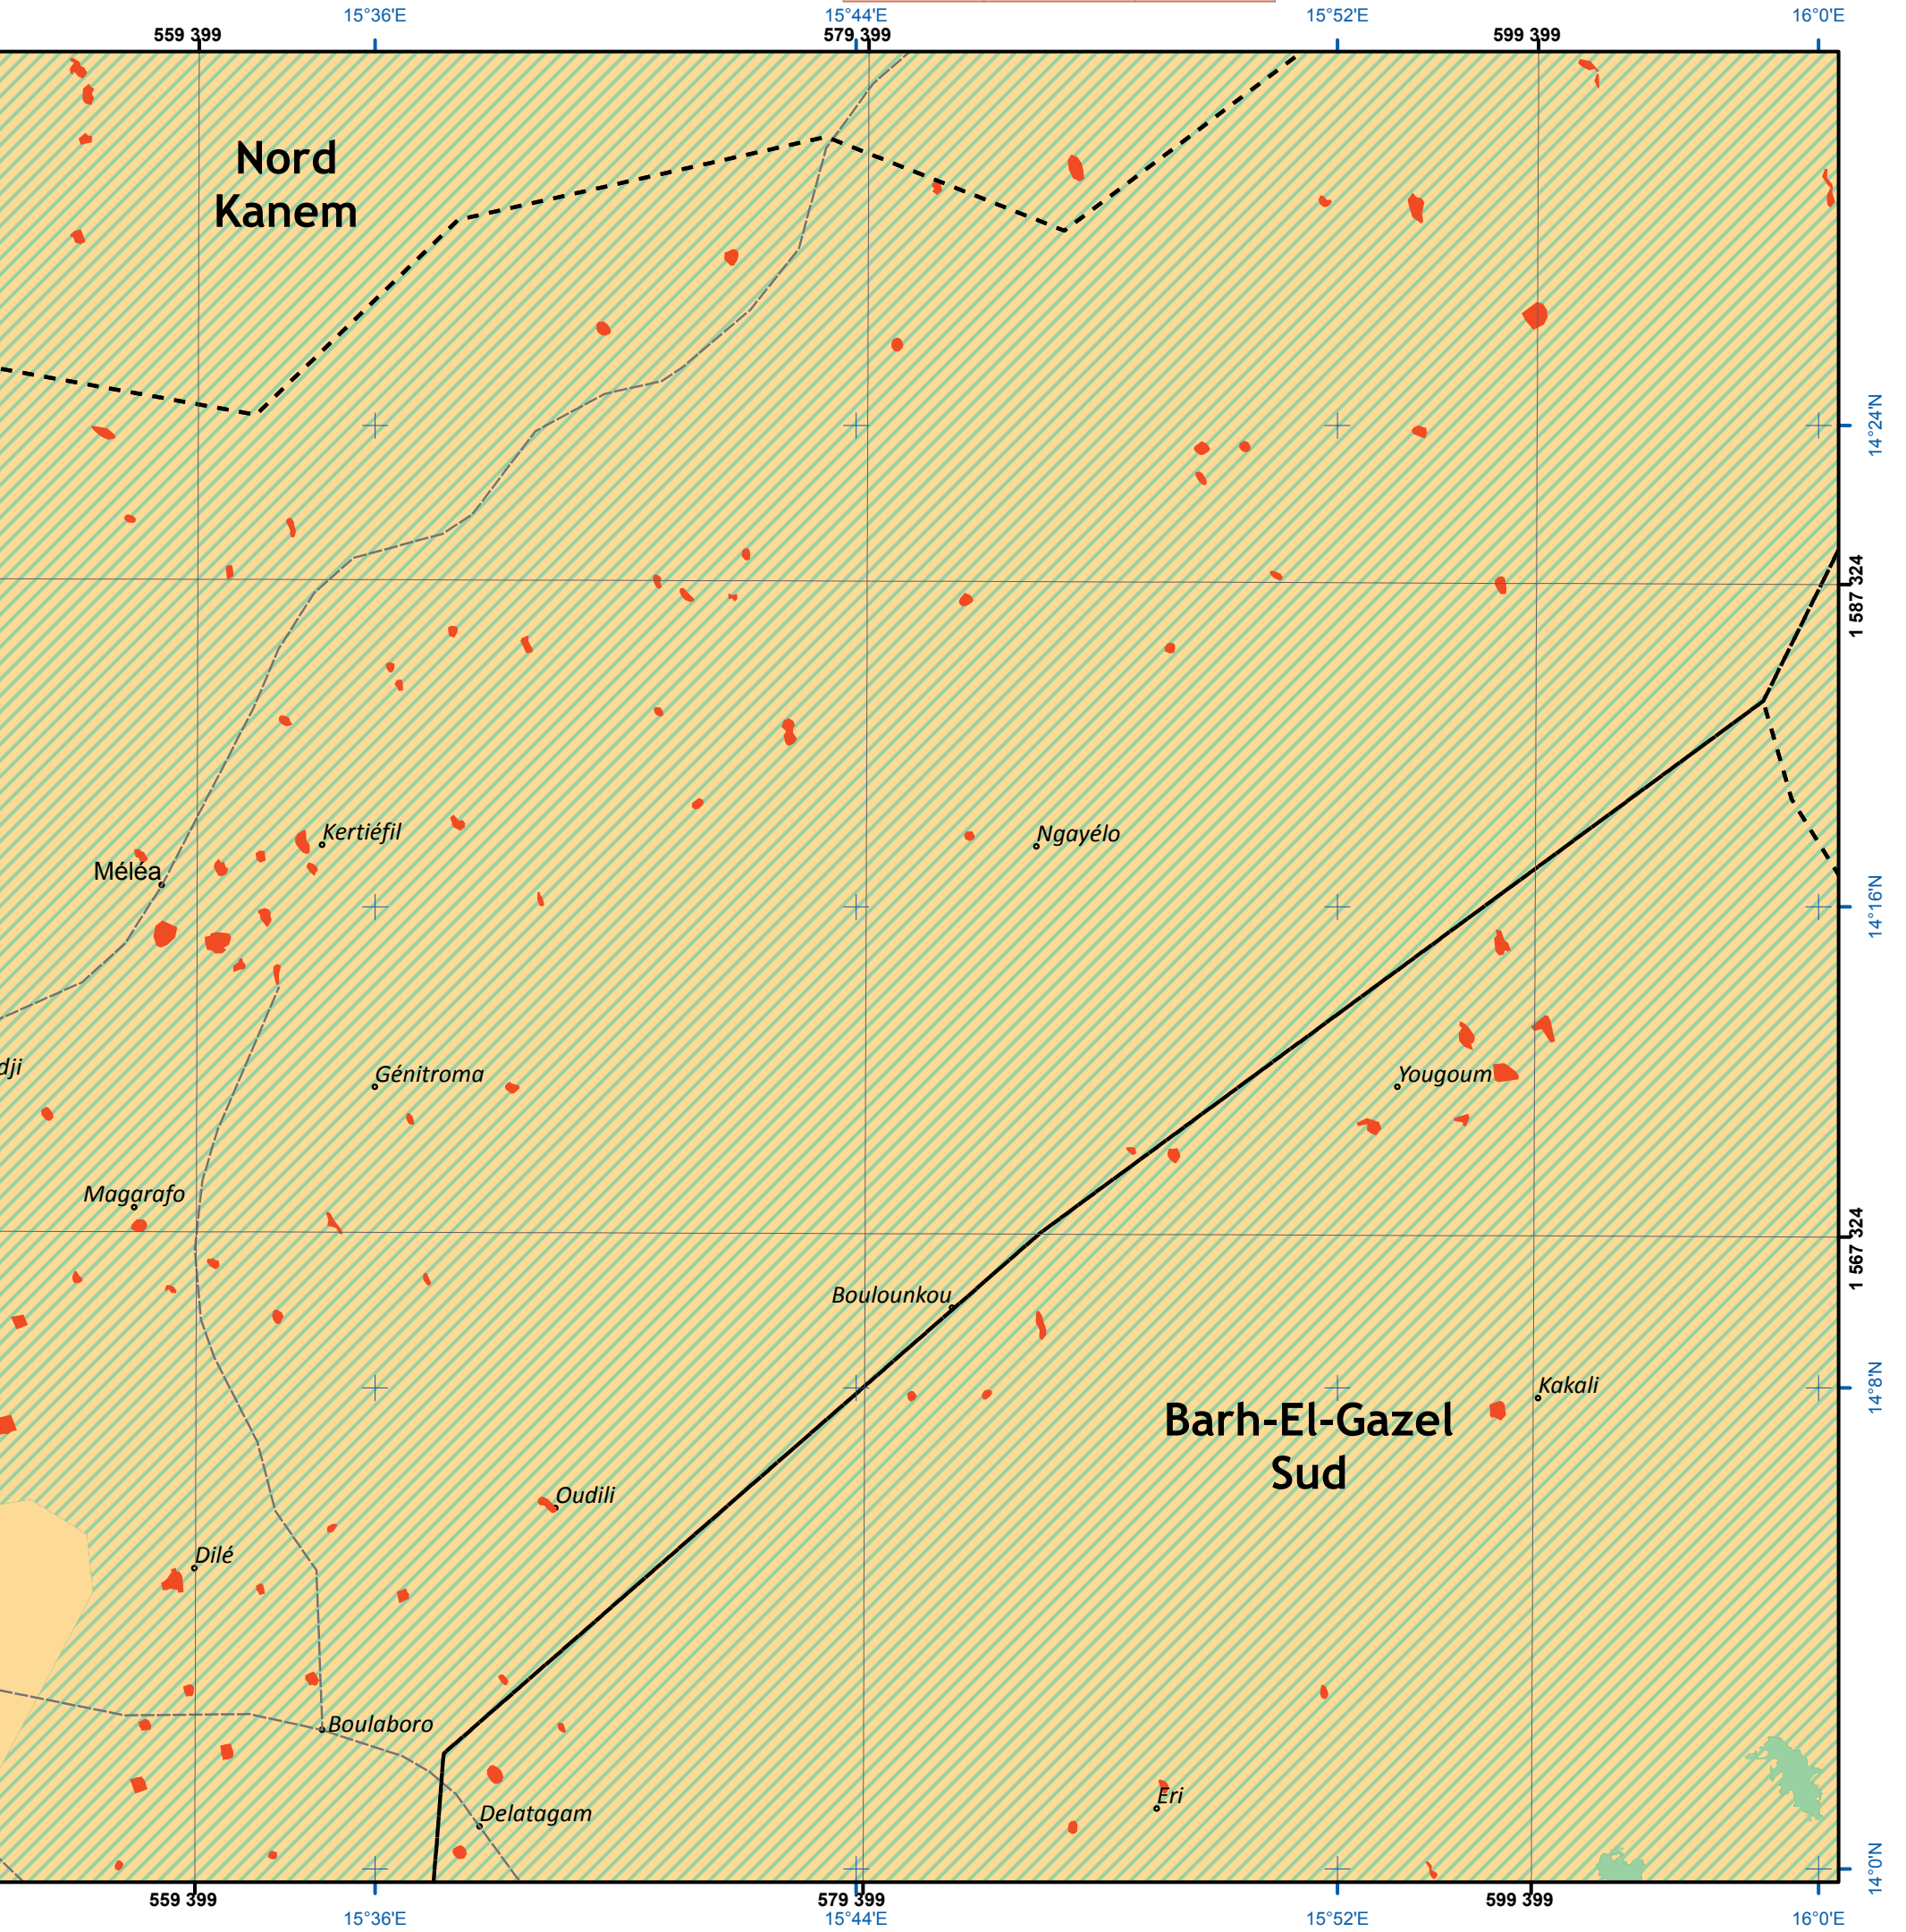 15°36'E
15°44'E
15°52'E
16°0'E
559 399
579 399
599 399
Nord
Kanem
14°24'N
1 587 324
Kertiéfil
Ngayélo
Méléa
14°16'N
dji
Génitroma
Yougoum
Magarafo
1 567 324
Boulounkou
14°8'N
Kakali
Barh-El-Gazel
Sud
Oudili
Dilé
Boulaboro
Eri
Delatagam
14°0'N
559 399
579 399
599 399
15°36'E
15°44'E
15°52'E
16°0'E